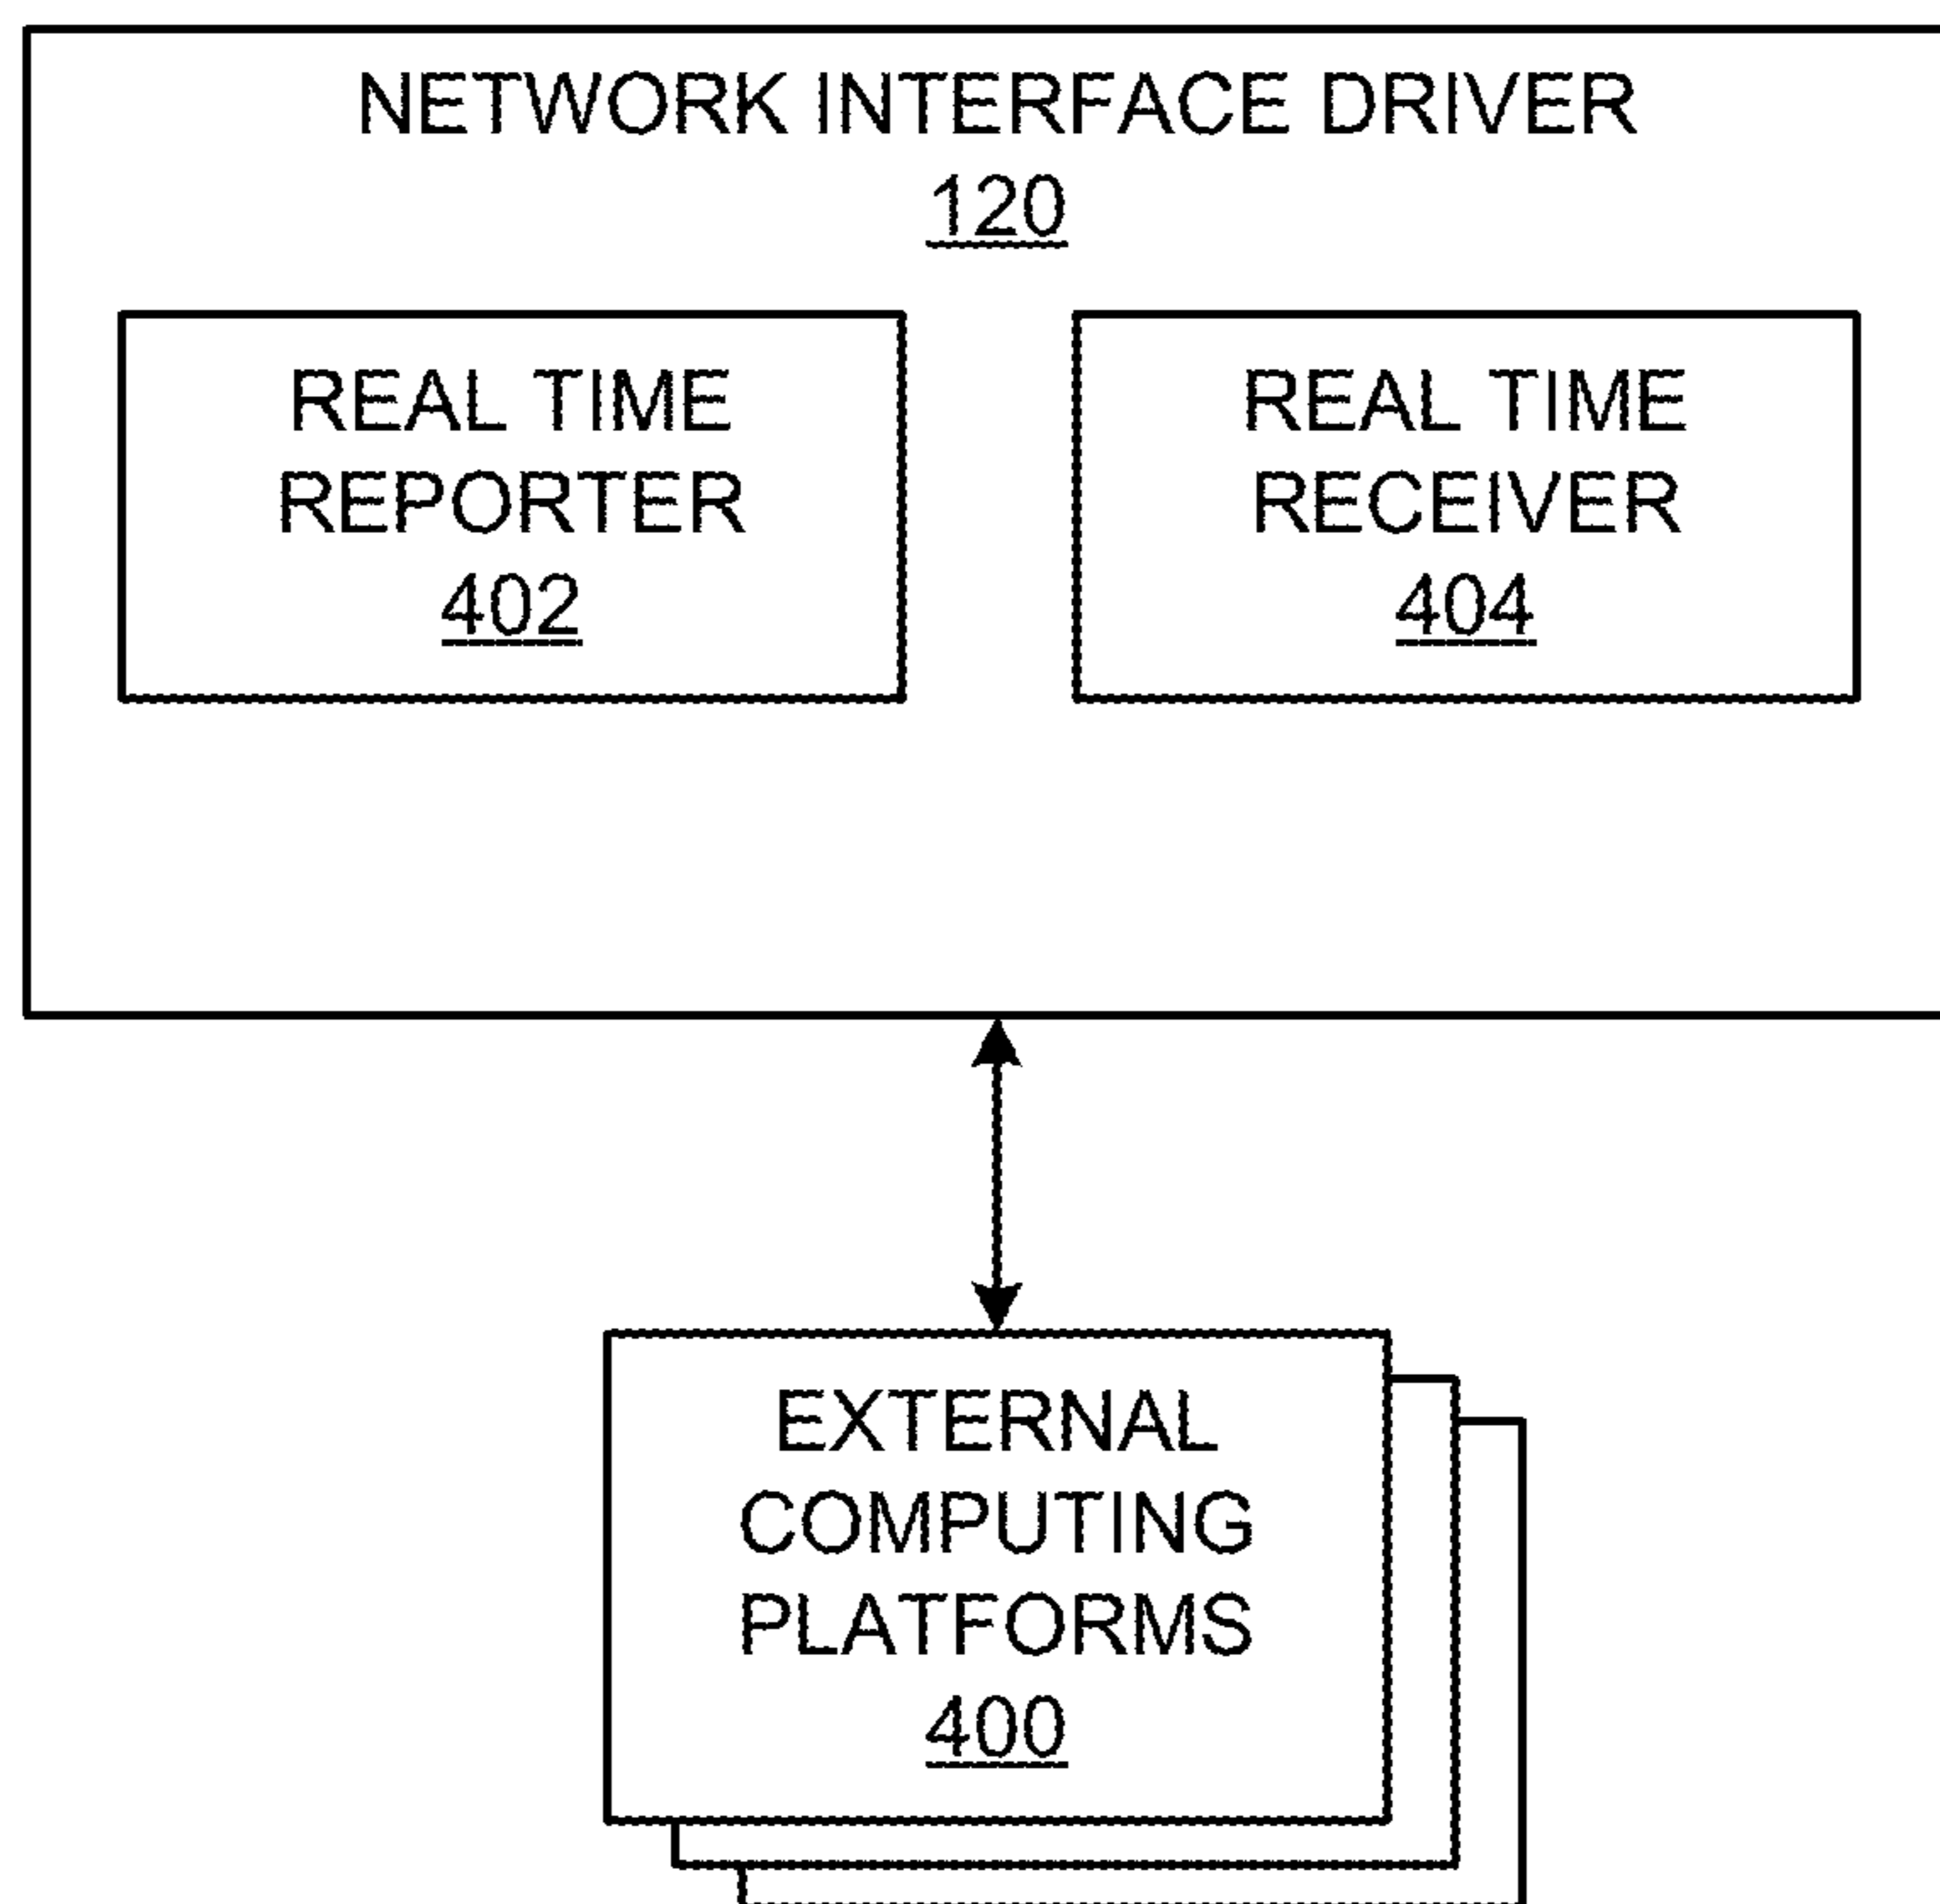 NETWORK INTERFACE DRIVER
120
REAL TIME
REPORTER
402
REAL TIME
RECEIVER
404
EXTERNAL
COMPUTING
PLATFORMS
400